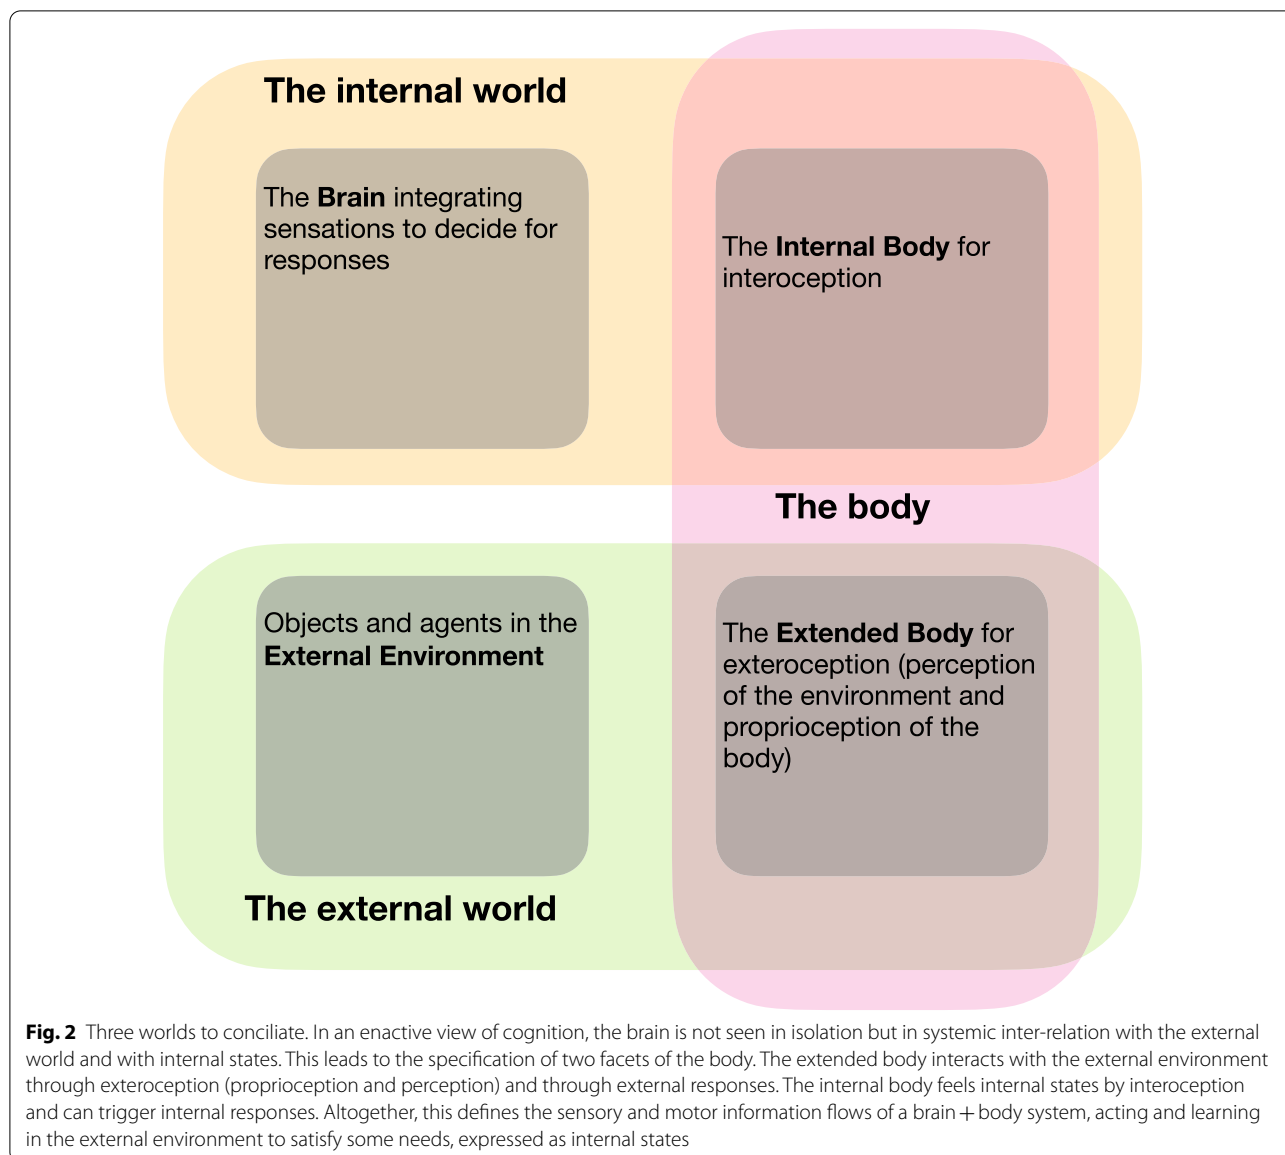 The internal world
The Brain integrating
sensations to decide for
responses
The Internal Body for
interoception
The body
Objects and agents in the
External Environment
The Extended Body for
exteroception (perception
of the environment and
proprioception of the
body)
The external world
Fig. 2 Three worlds to conciliate. In an enactive view of cognition, the brain is not seen in isolation but in systemic inter-relation with the external
world and with internal states. This leads to the specification of two facets of the body. The extended body interacts with the external environment
through exteroception (proprioception and perception) and through external responses. The internal body feels internal states by interoception
and can trigger internal responses. Altogether, this defines the sensory and motor information flows of a brain + body system, acting and learning
in the external environment to satisfy some needs, expressed as internal states